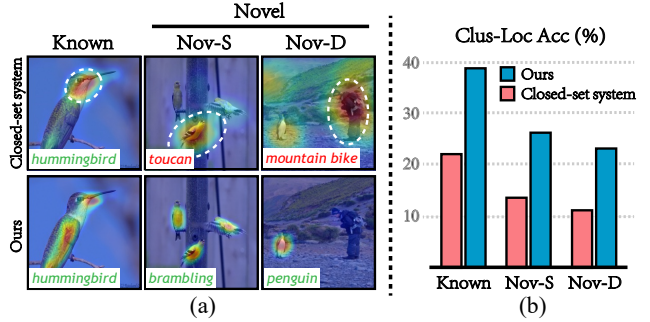 Novel
Known
Nov-S
Nov-D
Closed-set system
hummingbird
toucan
mountain bike
Ours
hummingbird
brambling
penguin
(a)
Clus-Loc Acc (%)
40
30
20
10
Ours
Closed-set system
Known
Nov-S
Nov-D
(b)